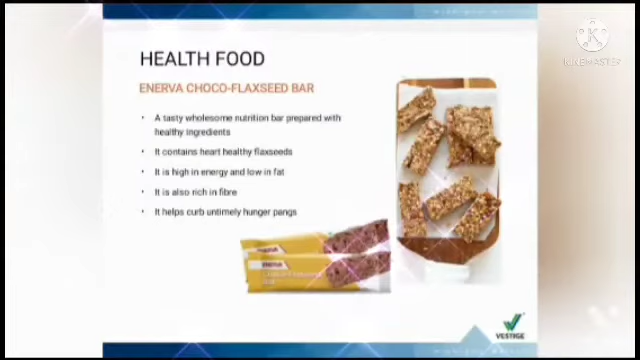 HEALTH FOOD
ENERVA CHOCO-FLAXSEED BAR
• A tasty wholesome nutrition bar prepared with
healthy ingredients
• It contains heart healthy flaxseeds
• It is high in energy and low in fat
• It is also rich in fibre
• It helps curb untimely hunger pangs
KINEMASTER
VESTIGE